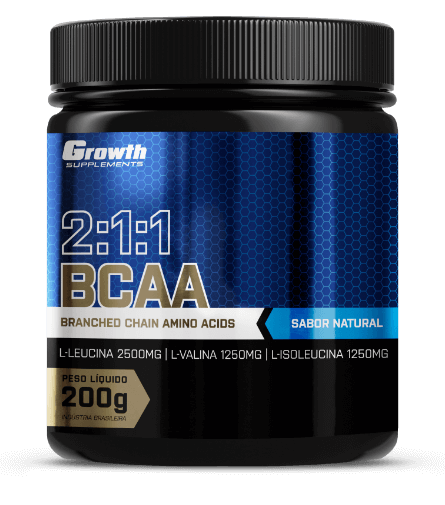 Growth
SUPPLEMENTS
2:1:1
BCAA
BRANCHED CHAIN AMINO ACIDS
SABOR NATURAL
L-LEUCINA 2500MG | L-VALINA 1250MG | L-ISOLEUCINA 1250MG
PESO LÍQUIDO
200g
INDÚSTRIA BRASILEIRA